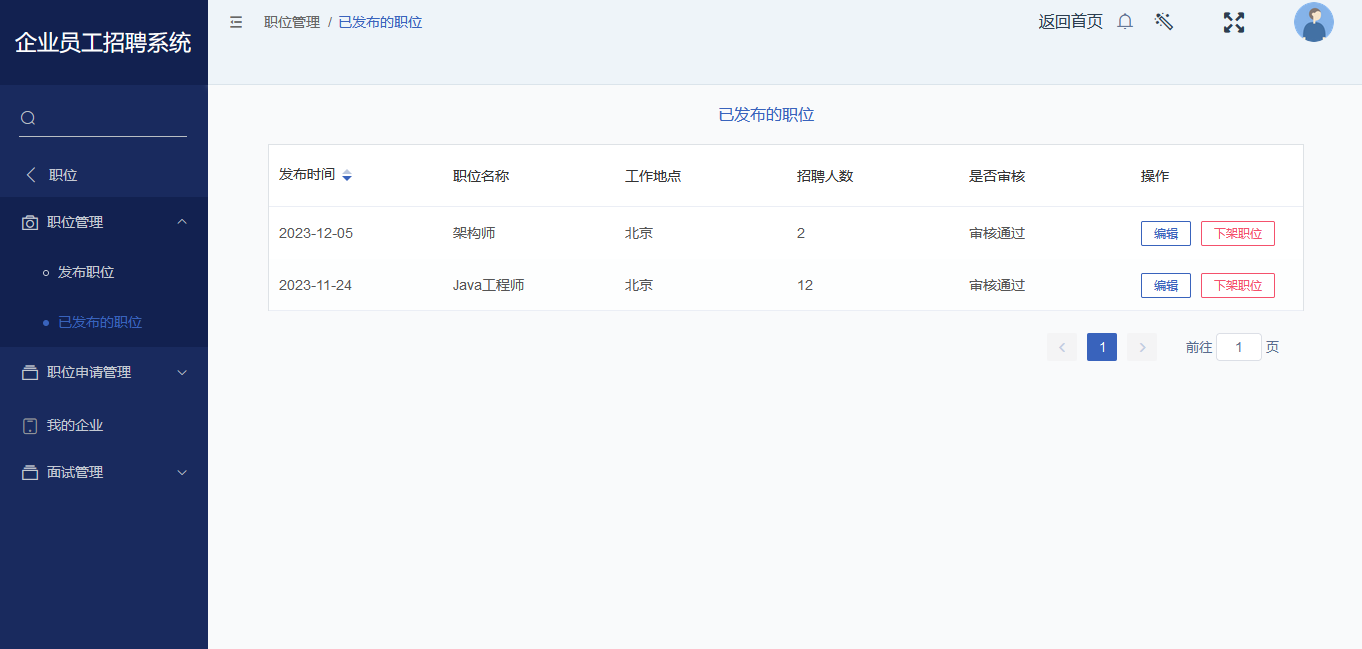 企业员工招聘系统
职位管理 / 已发布的职位
返回首页
职位
职位管理
发布职位
已发布的职位
职位申请管理
我的企业
面试管理
已发布的职位
发布时间 职位名称 工作地点 招聘人数 是否审核 操作
2023-12-05 架构师 北京 2 审核通过 编辑 下架职位
2023-11-24 Java工程师 北京 12 审核通过 编辑 下架职位
1 前往 1 页